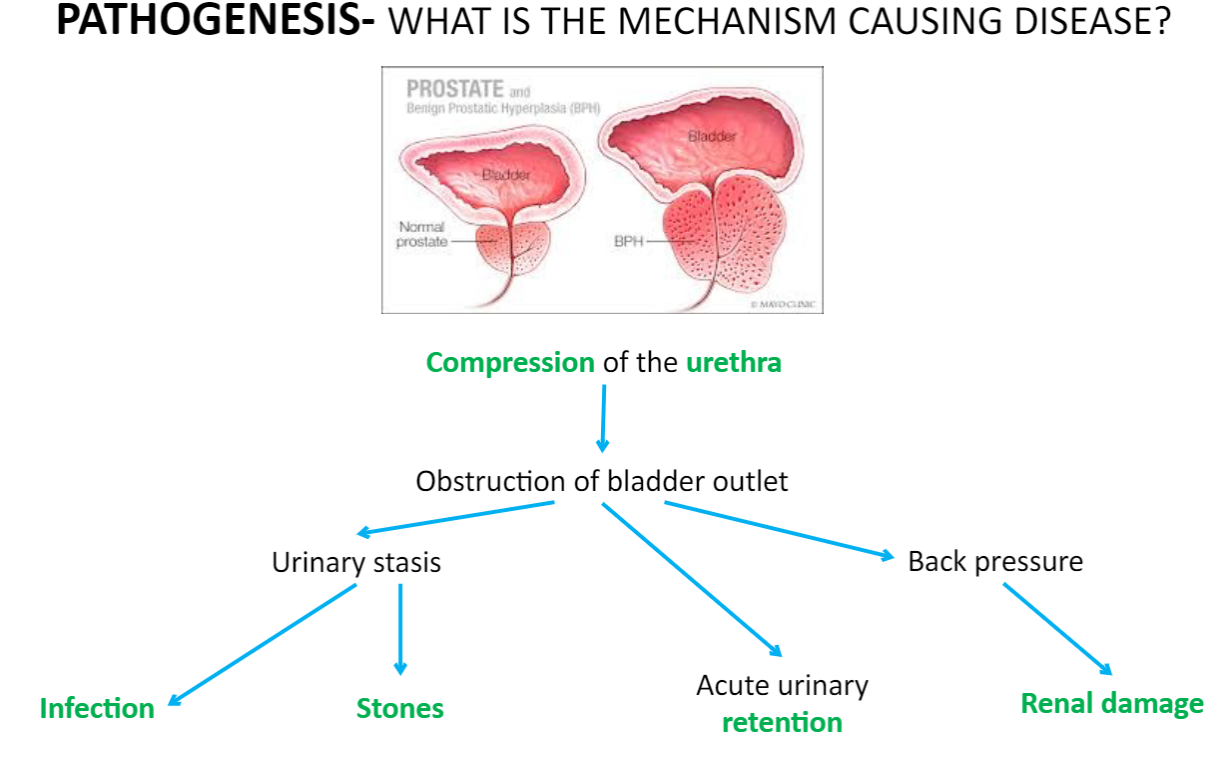 PATHOGENESIS- WHAT IS THE MECHANISM CAUSING DISEASE?
PROSTATE and
Benign Prostatic Hyperplasia (BPH)
Bladder
Bladder
Normal
prostate
BPH
© MAYO CLINIC
Compression of the urethra
Obstruction of bladder outlet
Urinary stasis
Back pressure
Infection
Stones
Acute urinary
retention
Renal damage